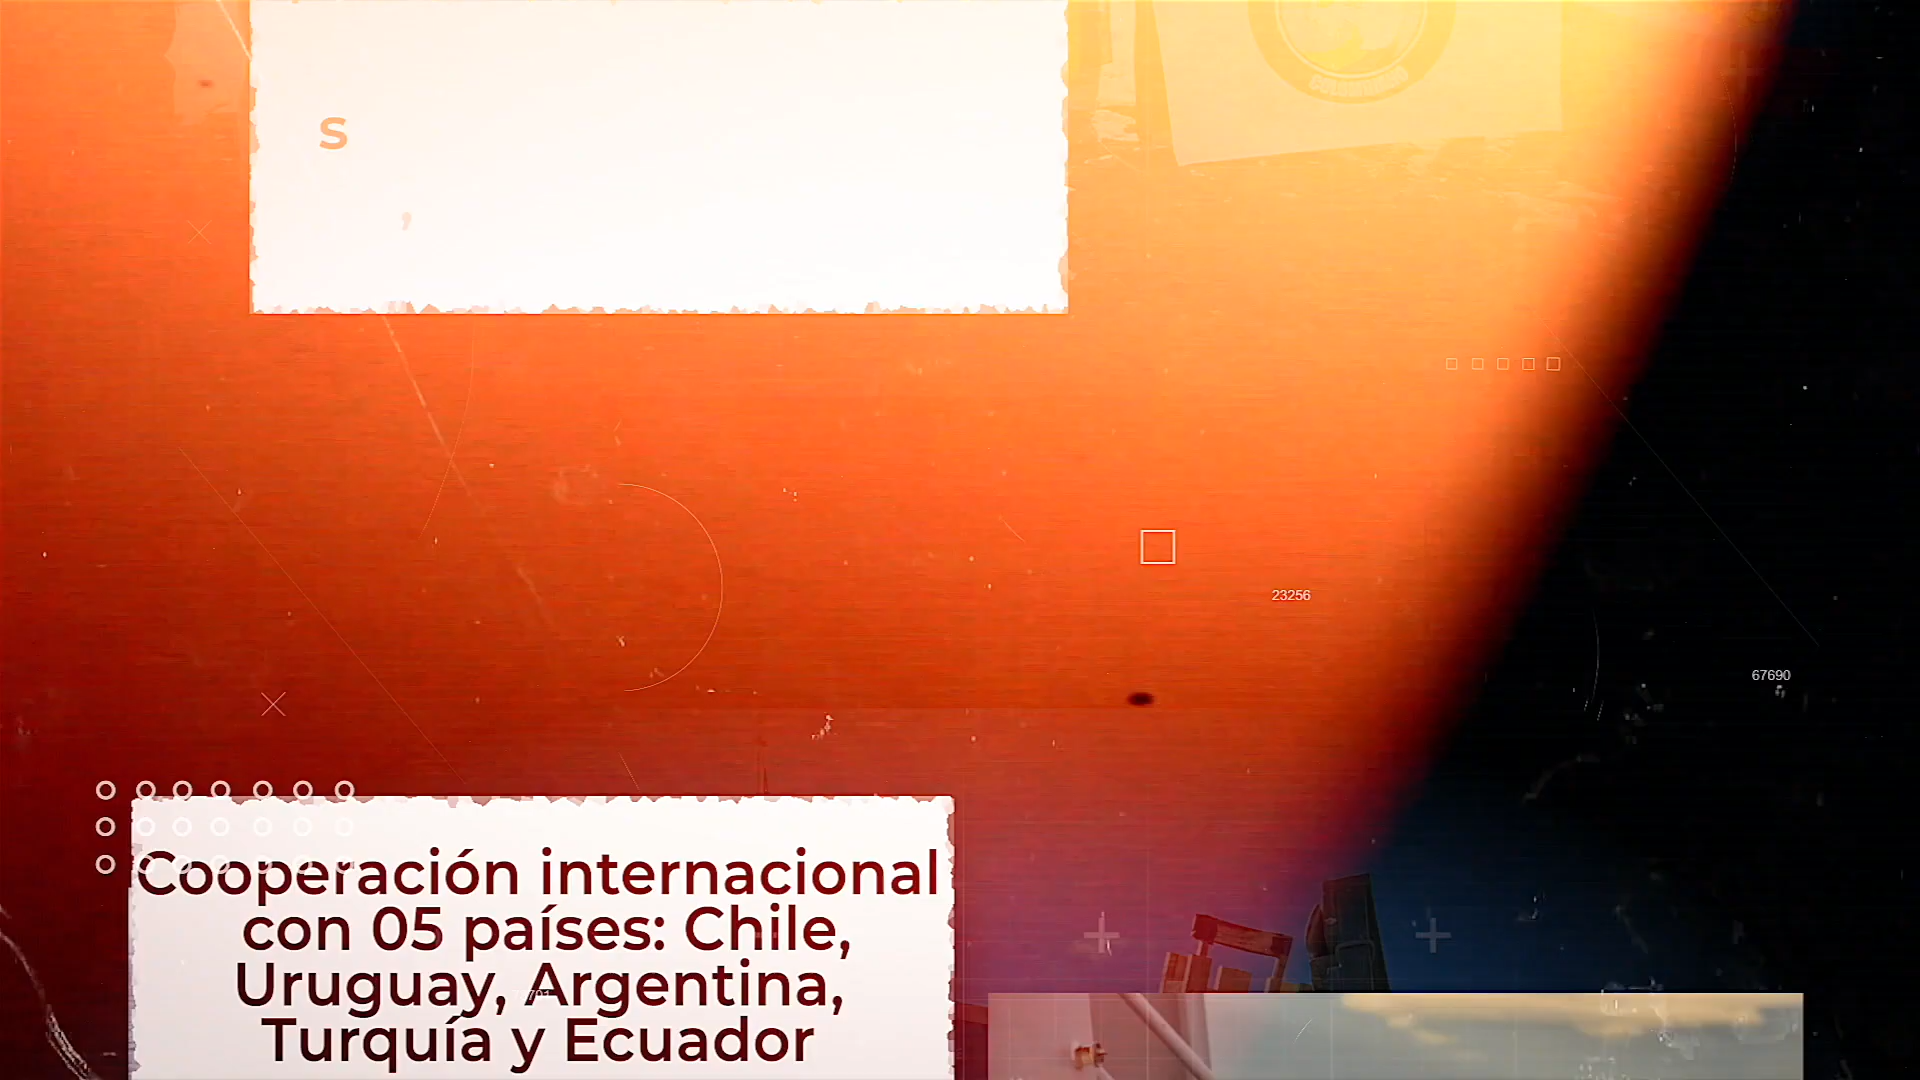 s
,
23256
67690
Cooperación internacional
con 05 países: Chile,
Uruguay, Argentina,
Turquía y Ecuador